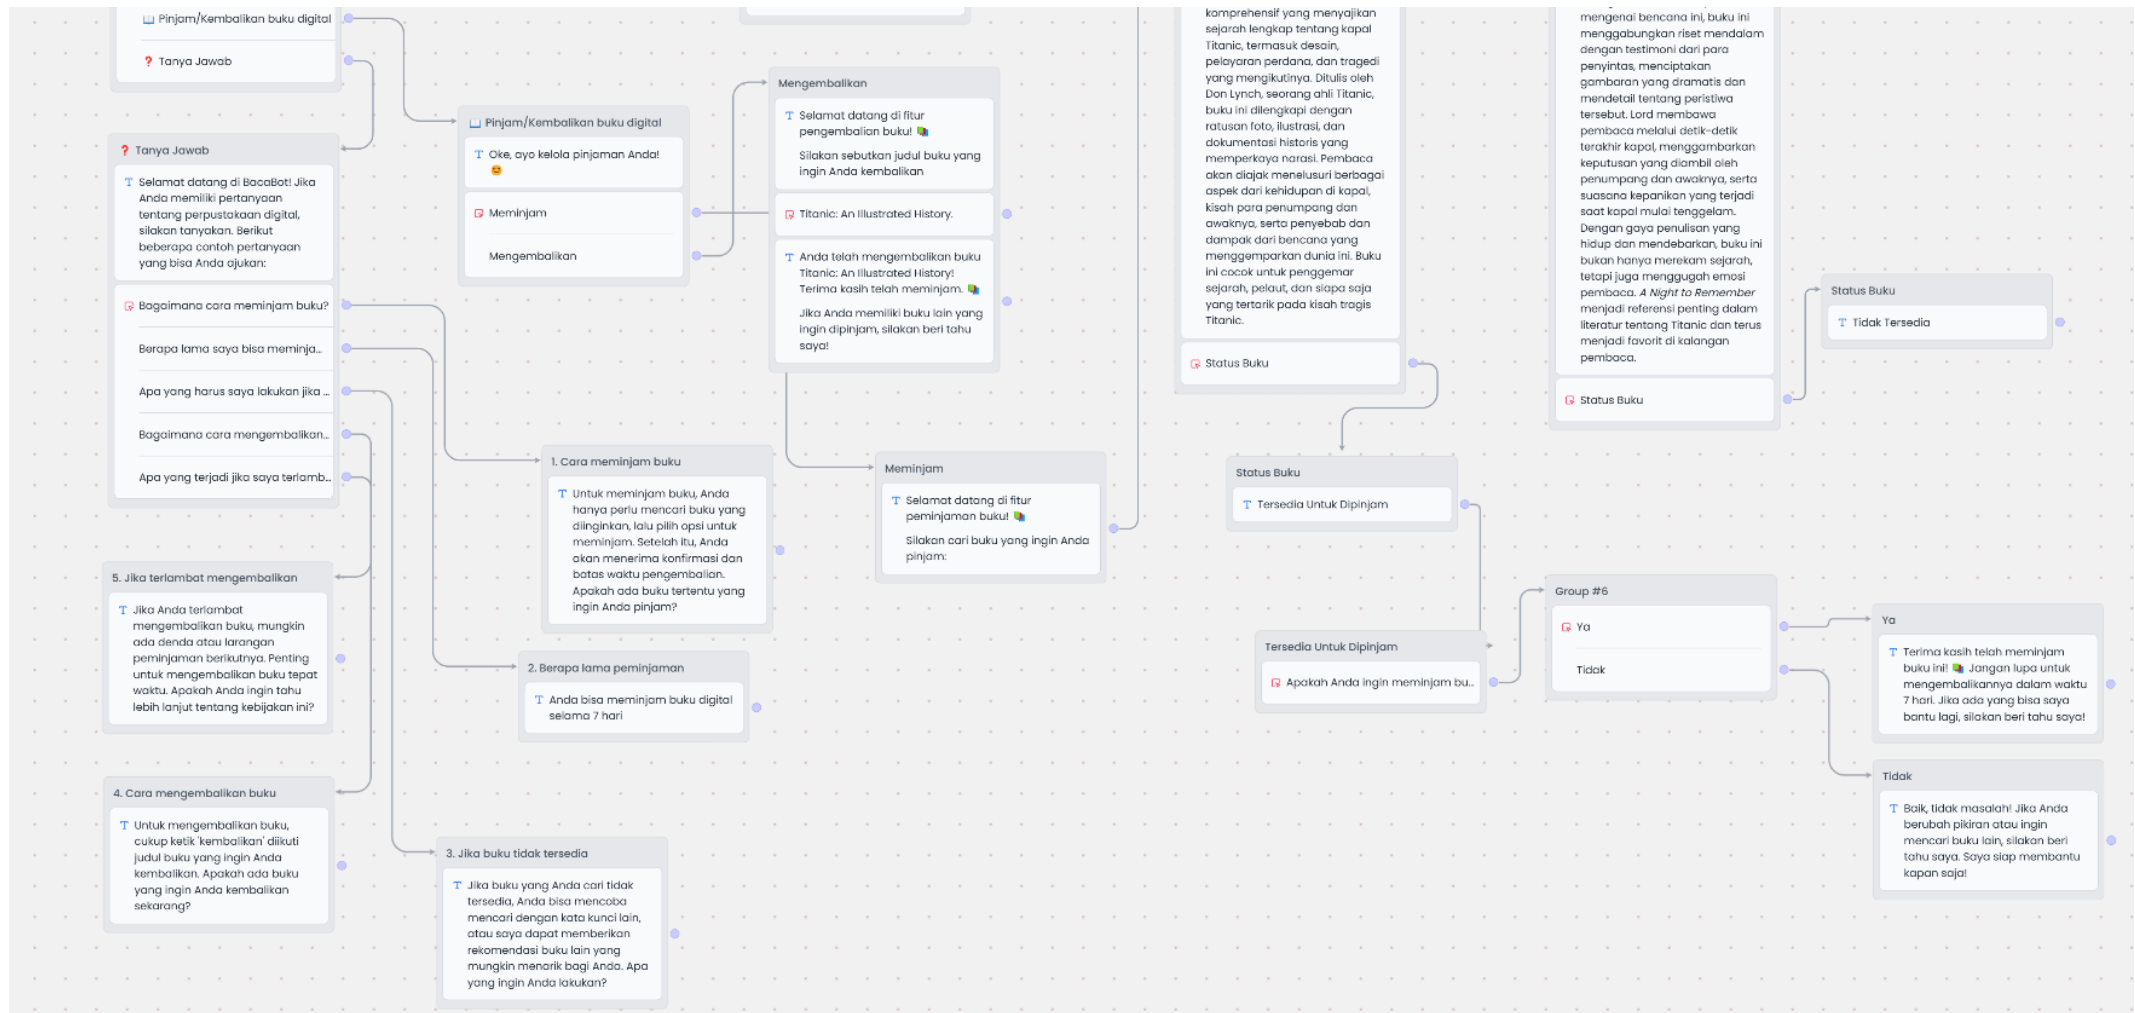 Pinjam/Kembalikan buku digital
Tanya Jawab
Tanya Jawab
Selamat datang di BacaBot! Jika
Anda memiliki pertanyaan
tentang perpustakaan digital,
silakan tanyakan. Berikut
beberapa contoh pertanyaan
yang bisa Anda ajukan:
Bagaimana cara meminjam buku?
Berapa lama saya bisa meminja...
Apa yang harus saya lakukan jika ...
Bagaimana cara mengembalikan...
Apa yang terjadi jika saya terlamb...
5. Jika terlambat mengembalikan
Jika Anda terlambat
mengembalikan buku, mungkin
ada denda atau larangan
peminjaman berikutnya. Penting
untuk mengembalikan buku tepat
waktu. Apakah Anda ingin tahu
lebih lanjut tentang kebijakan ini?
4. Cara mengembalikan buku
Untuk mengembalikan buku,
cukup ketik 'kembalikan' diikuti
judul buku yang ingin Anda
kembalikan. Apakah ada buku
yang ingin Anda kembalikan
sekarang?
Pinjam/Kembalikan buku digital
Oke, ayo kelola pinjaman Anda!
Meminjam
Mengembalikan
Mengembalikan
Selamat datang di fitur
pengembalian buku!
Silakan sebutkan judul buku yang
ingin Anda kembalikan
Titanic: An Illustrated History.
Anda telah mengembalikan buku
Titanic: An Illustrated History!
Terima kasih telah meminjam.
Jika Anda memiliki buku lain yang
ingin dipinjam, silakan beri tahu
saya!
1. Cara meminjam buku
Untuk meminjam buku, Anda
hanya perlu mencari buku yang
diinginkan, lalu pilih opsi untuk
meminjam. Setelah itu, Anda
akan menerima konfirmasi dan
batas waktu pengembalian.
Apakah ada buku tertentu yang
ingin Anda pinjam?
2. Berapa lama peminjaman
Anda bisa meminjam buku digital
selama 7 hari
3. Jika buku tidak tersedia
Jika buku yang Anda cari tidak
tersedia, Anda bisa mencoba
mencari dengan kata kunci lain,
atau saya dapat memberikan
rekomendasi buku lain yang
mungkin menarik bagi Anda. Apa
yang ingin Anda lakukan?
Meminjam
Selamat datang di fitur
peminjaman buku!
Silakan cari buku yang ingin Anda
pinjam:
komprehensif yang menyajikan
sejarah lengkap tentang kapal
Titanic, termasuk desain,
pelayaran perdana, dan tragedi
yang mengikutinya. Ditulis oleh
Don Lynch, seorang ahli Titanic,
buku ini dilengkapi dengan
ratusan foto, ilustrasi, dan
dokumentasi historis yang
memperkaya narasi. Pembaca
akan diajak menelusuri berbagai
aspek dari kehidupan di kapal,
kisah para penumpang dan
awaknya, serta penyebab dan
dampak dari bencana yang
menggemparkan dunia ini. Buku
ini cocok untuk penggemar
sejarah, pelaut, dan siapa saja
yang tertarik pada kisah tragis
Titanic.
Status Buku
Status Buku
Tersedia Untuk Dipinjam
Tersedia Untuk Dipinjam
Apakah Anda ingin meminjam bu...
mengenai bencana ini, buku ini
menggabungkan riset mendalam
dengan testimoni dari para
penyintas, menciptakan
gambaran yang dramatis dan
mendetail tentang peristiwa
tersebut. Lord membawa
pembaca melalui detik-detik
terakhir kapal, menggambarkan
keputusan yang diambil oleh
penumpang dan awaknya, serta
suasana kepanikan yang terjadi
saat kapal mulai tenggelam.
Dengan gaya penulisan yang
hidup dan mendebarkan, buku ini
bukan hanya merekam sejarah,
tetapi juga menggugah emosi
pembaca. A Night to Remember
menjadi referensi penting dalam
literatur tentang Titanic dan terus
menjadi favorit di kalangan
pembaca.
Status Buku
Status Buku
Tidak Tersedia
Group #6
Ya
Tidak
Ya
Terima kasih telah meminjam
buku ini! Jangan lupa untuk
mengembalikannya dalam waktu
7 hari. Jika ada yang bisa saya
bantu lagi, silakan beri tahu saya!
Tidak
Baik, tidak masalah! Jika Anda
berubah pikiran atau ingin
mencari buku lain, silakan beri
tahu saya. Saya siap membantu
kapan saja!